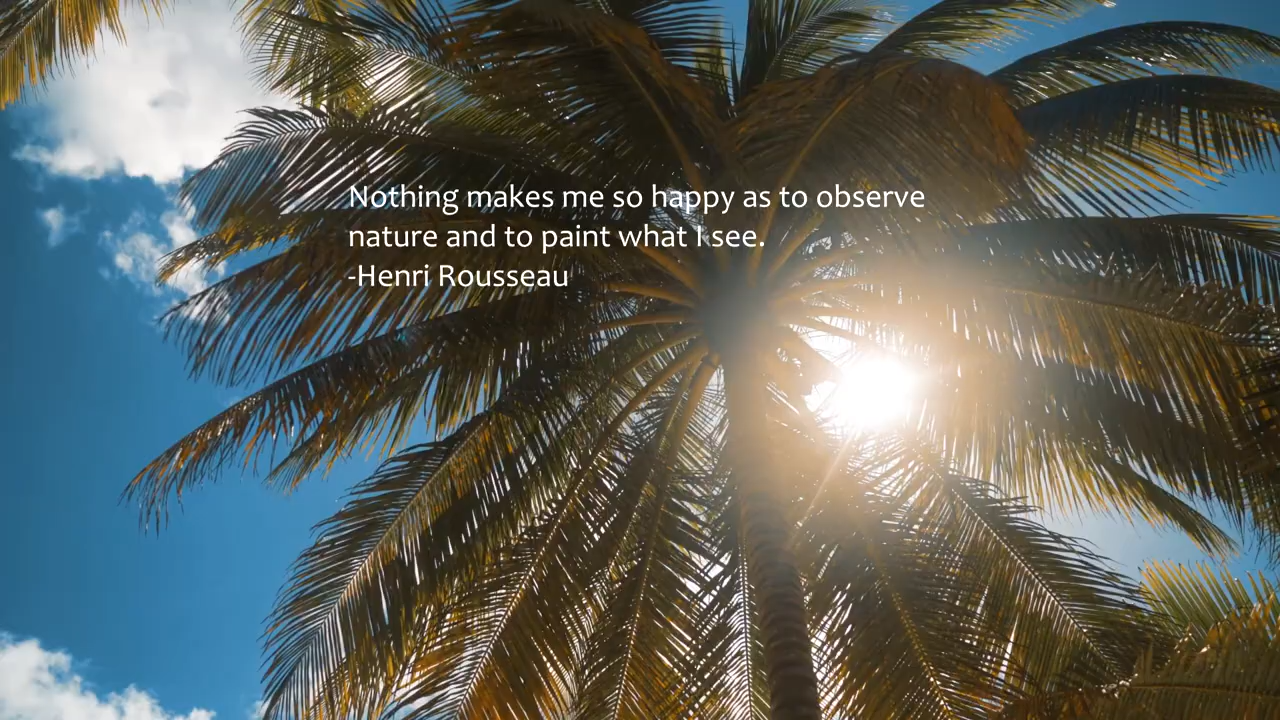 Nothing makes me so happy as to observe
nature and to paint what I see.
-Henri Rousseau